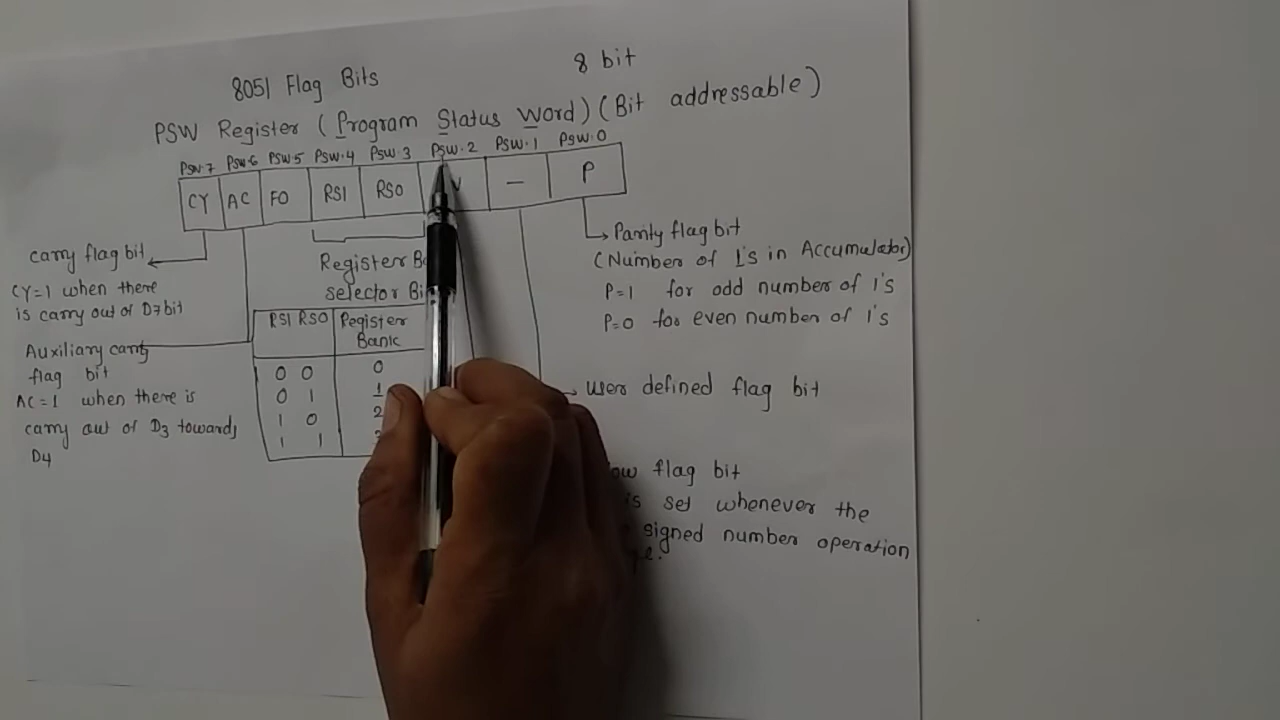 8051 Flag Bits
8 bit
PSW Register (Program Status Word) (Bit addressable)
PSW.7 PSW.6 PSW.5 PSW.4 PSW.3 PSW.2 PSW.1 PSW.0
CY AC F0 RS1 RS0 — P
carry flag bit
CY=1 when there
is carry out of D7 bit
Auxiliary carry
flag bit
AC=1 when there is
carry out of D3 towards
D4
Register
selector
RS1 RS0 Register
Bank
0 0 0
0 1 1
1 0 2
1 1
Parity flag bit
(Number of 1's in Accumulator)
P=1 for odd number of 1's
P=0 for even number of 1's
User defined flag bit
flag bit
is set whenever the
signed number operation